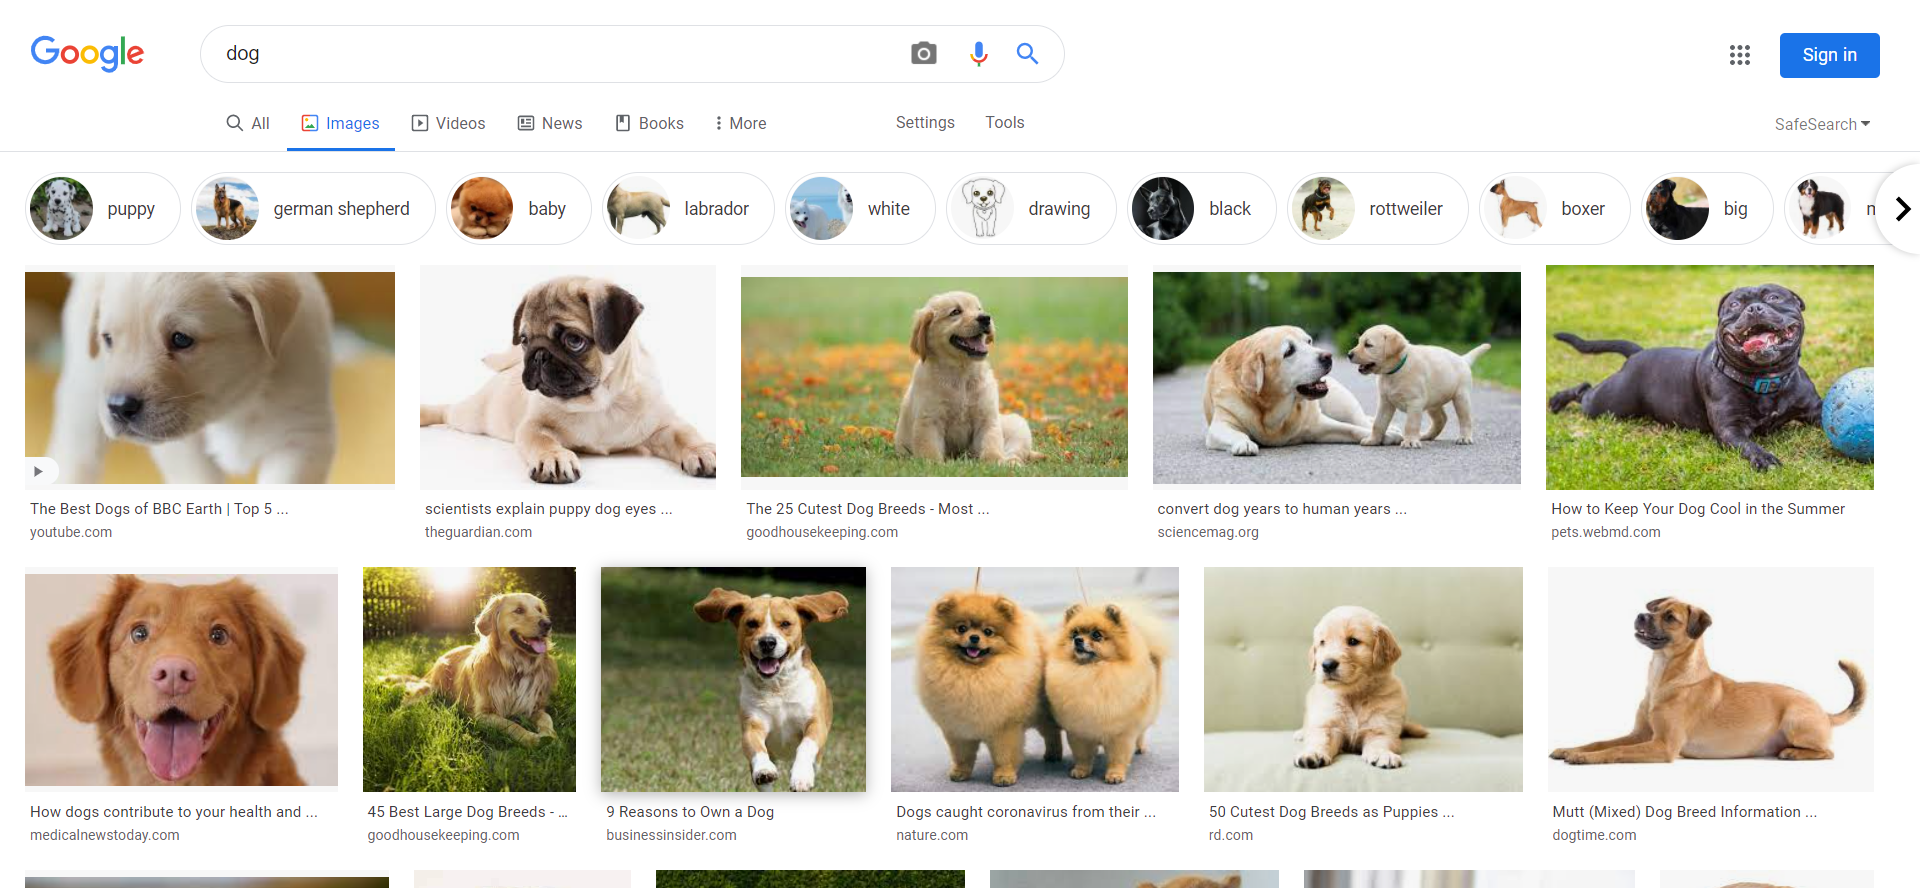 Google
dog
Sign in
All Images Videos News Books More Settings Tools SafeSearch
puppy german shepherd baby labrador white drawing black rottweiler boxer big
The Best Dogs of BBC Earth | Top 5 ...
youtube.com
scientists explain puppy dog eyes ...
theguardian.com
The 25 Cutest Dog Breeds - Most ...
goodhousekeeping.com
convert dog years to human years ...
sciencemag.org
How to Keep Your Dog Cool in the Summer
pets.webmd.com
How dogs contribute to your health and ...
medicalnewstoday.com
45 Best Large Dog Breeds - ...
goodhousekeeping.com
9 Reasons to Own a Dog
businessinsider.com
Dogs caught coronavirus from their ...
nature.com
50 Cutest Dog Breeds as Puppies ...
rd.com
Mutt (Mixed) Dog Breed Information ...
dogtime.com